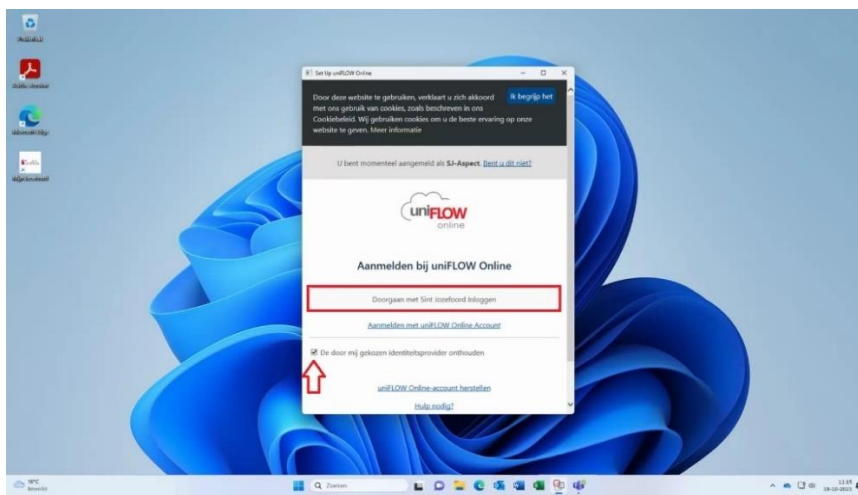 Set Up uniFLOW Online
Door deze website te gebruiken, verklaart u zich akkoord
met ons gebruik van cookies, zoals beschreven in ons
Cookiebeleid. Wij gebruiken cookies om u de beste ervaring op onze
website te geven. Meer informatie
Ik begrijp het
U bent momenteel aangemeld als SJ-Aspect. Bent u dit niet?
uniFLOW
online
Aanmelden bij uniFLOW Online
Doorgaan met Sint Jozefoord Inloggen
Aanmelden met uniFLOW Online Account
De door mij gekozen identiteitsprovider onthouden
uniFLOW Online-account herstellen
Hulp nodig?
Zoeken